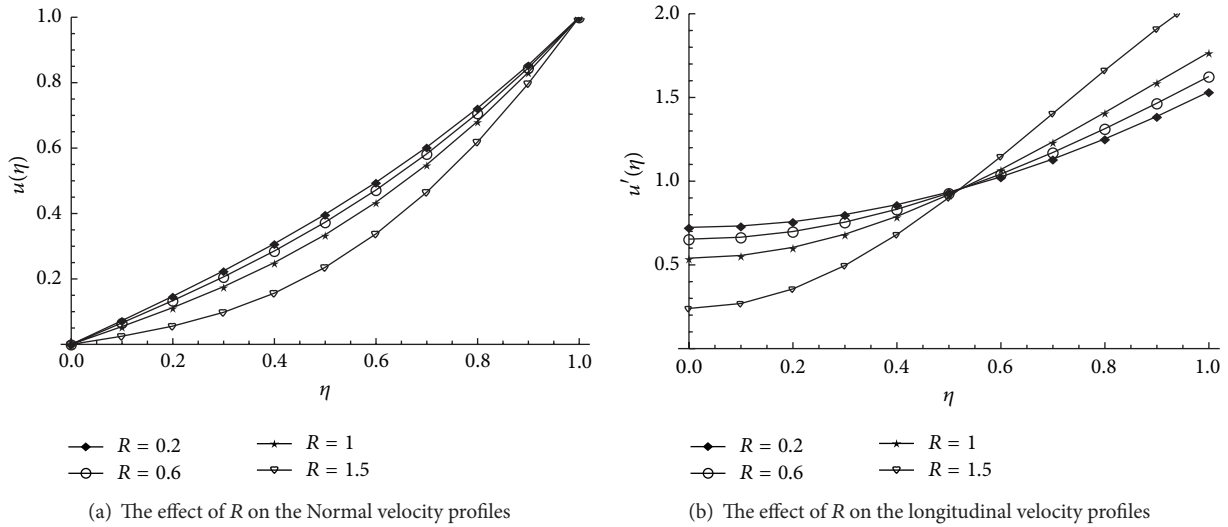 1.0
0.8
0.6
0.4
0.2
u(η)
0.0
0.2
0.4
0.6
0.8
1.0
η
R = 0.2
R = 1
R = 0.6
R = 1.5
(a) The effect of R on the Normal velocity profiles
2.0
1.5
1.0
0.5
u′(η)
0.0
0.2
0.4
0.6
0.8
1.0
η
R = 0.2
R = 1
R = 0.6
R = 1.5
(b) The effect of R on the longitudinal velocity profiles